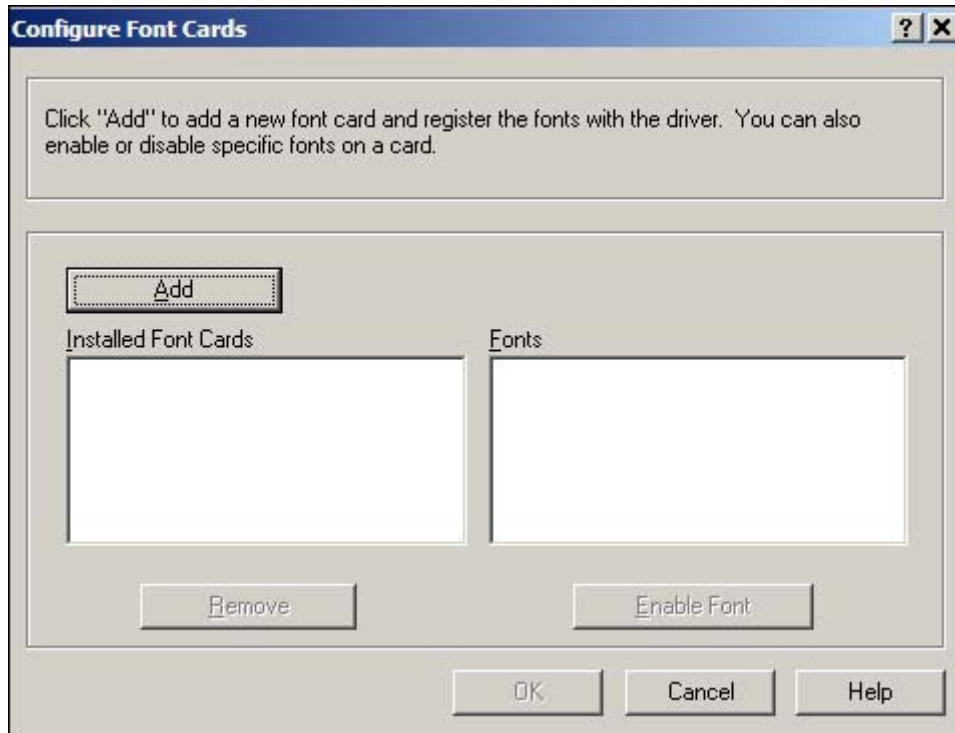 Configure Font Cards
Click "Add" to add a new font card and register the fonts with the driver.  You can also
enable or disable specific fonts on a card.
Add
Installed Font Cards
Fonts
Remove
Enable Font
OK
Cancel
Help